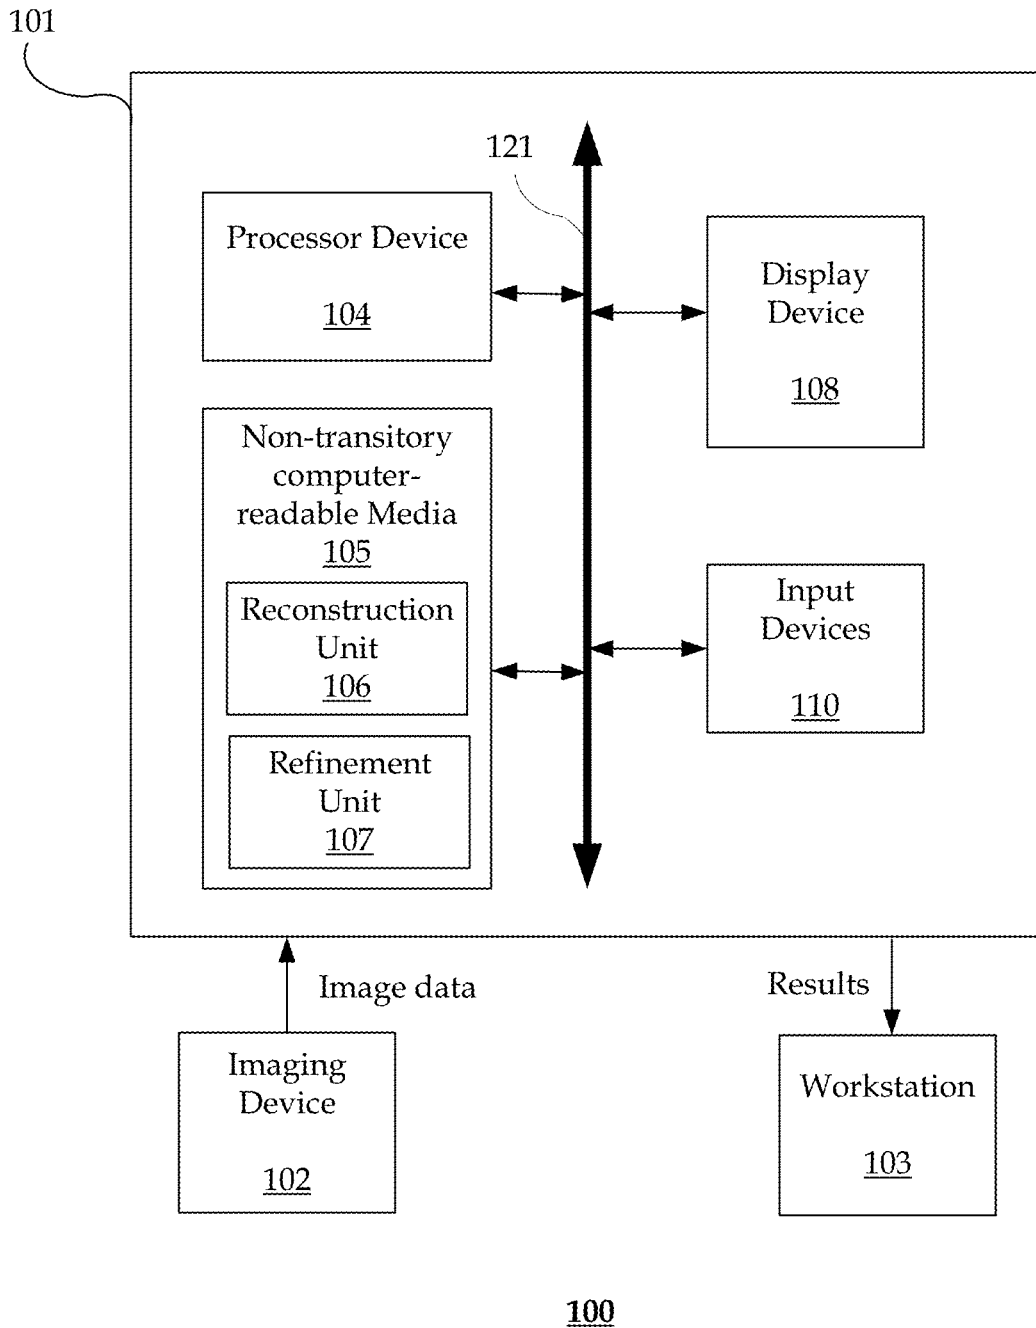 101
121
Processor Device
104
Display
Device
108
Non-transitory
computer-
readable Media
105
Reconstruction
Unit
106
Refinement
Unit
107
Input
Devices
110
Image data
Results
Imaging
Device
102
Workstation
103
100